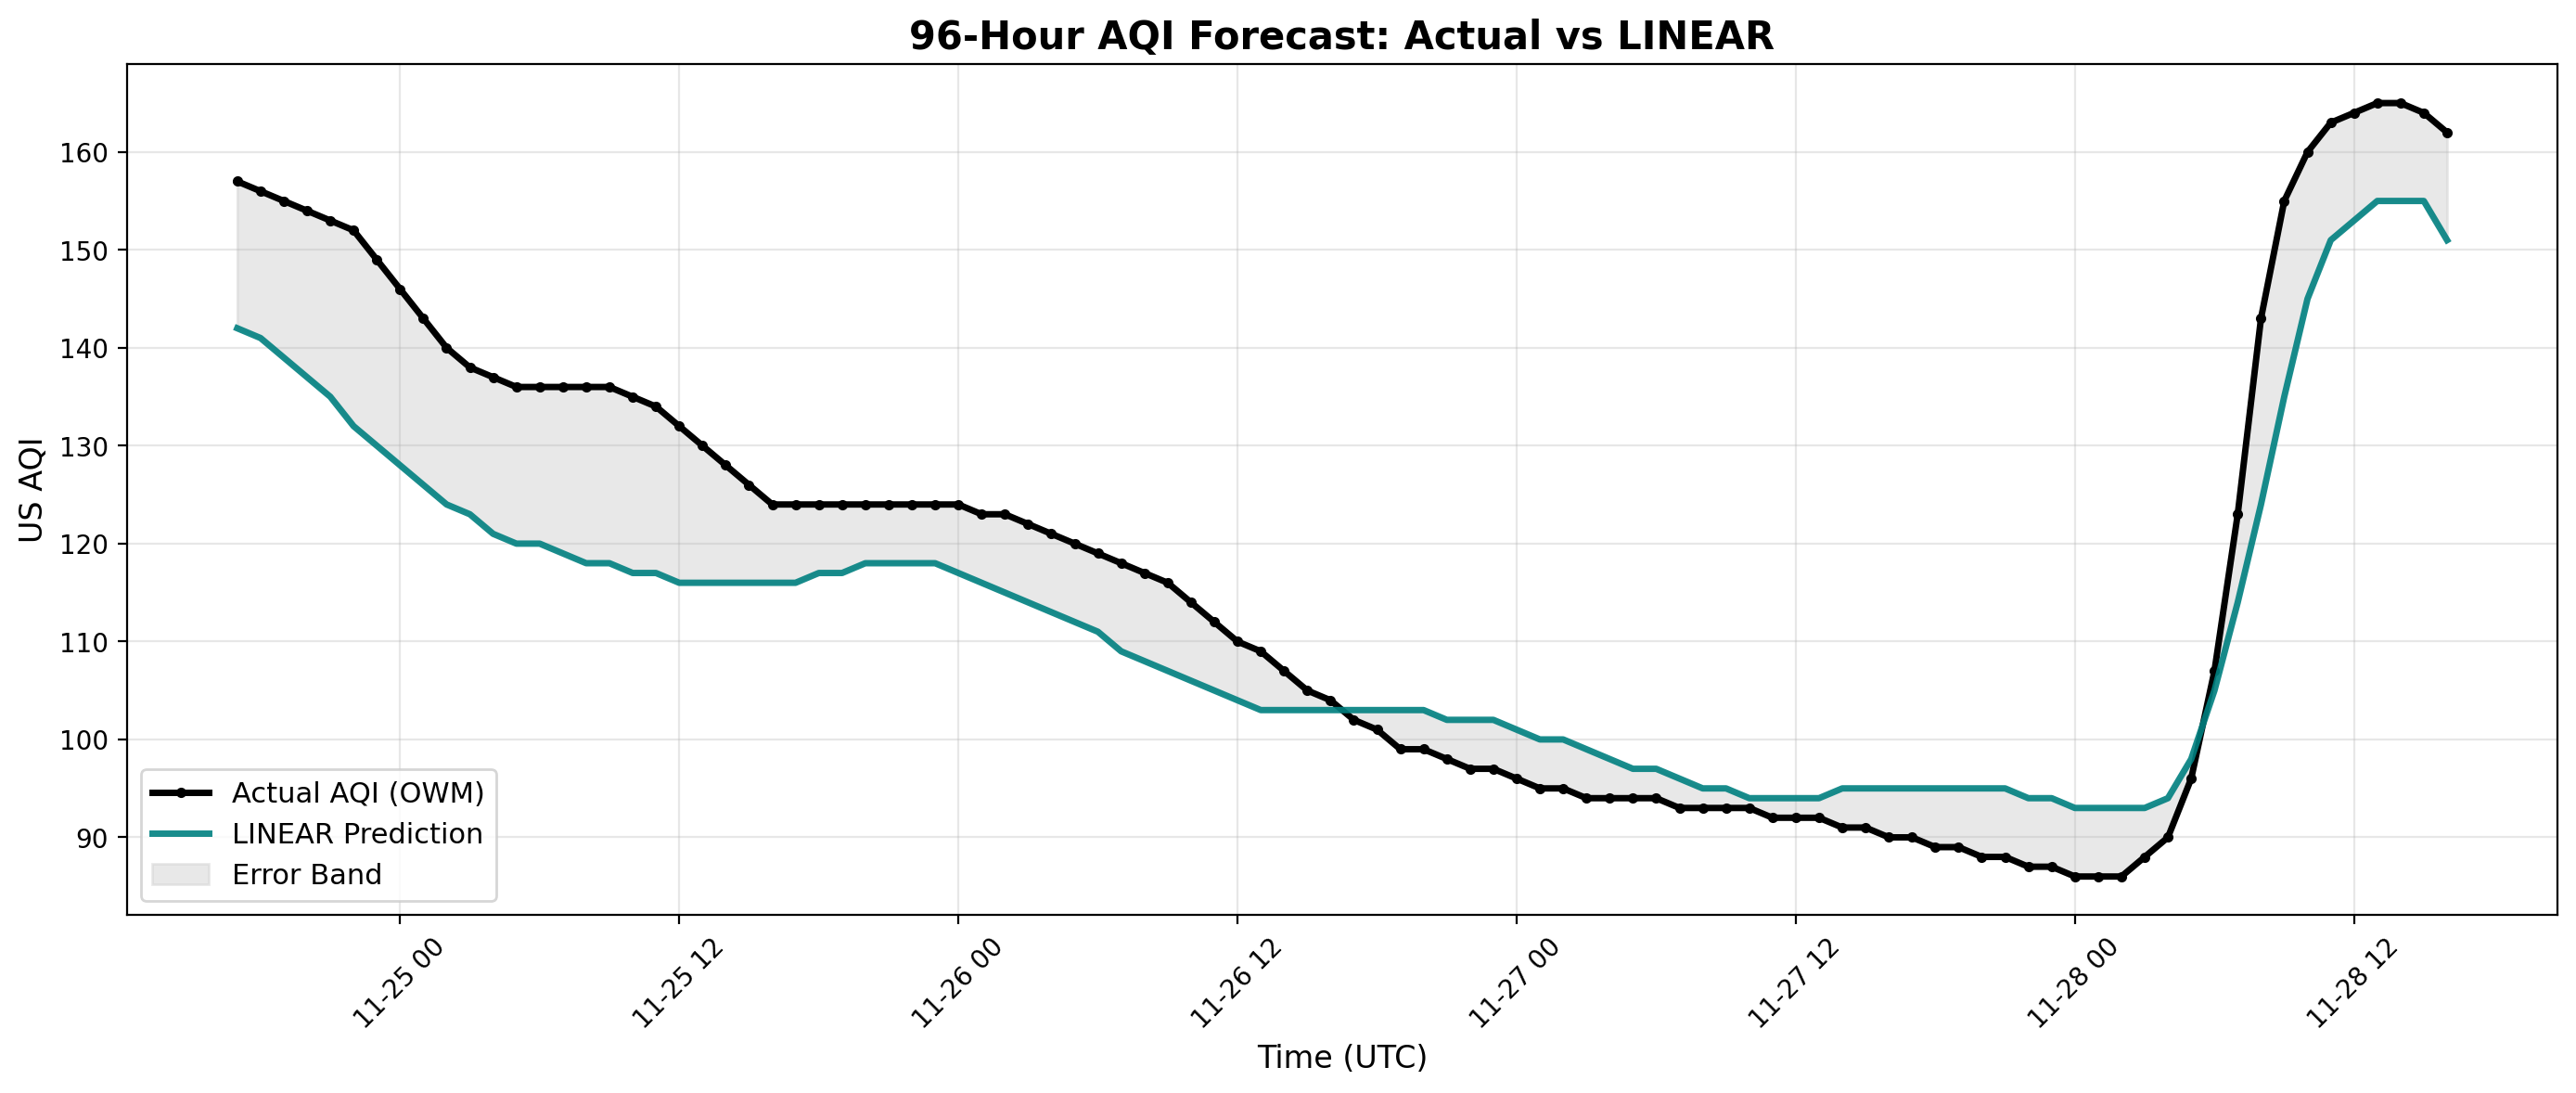 96-Hour AQI Forecast: Actual vs LINEAR
US AQI
160
150
140
130
120
110
100
90
Actual AQI (OWM)
LINEAR Prediction
Error Band
11-25 00
11-25 12
11-26 00
11-26 12
11-27 00
11-27 12
11-28 00
11-28 12
Time (UTC)